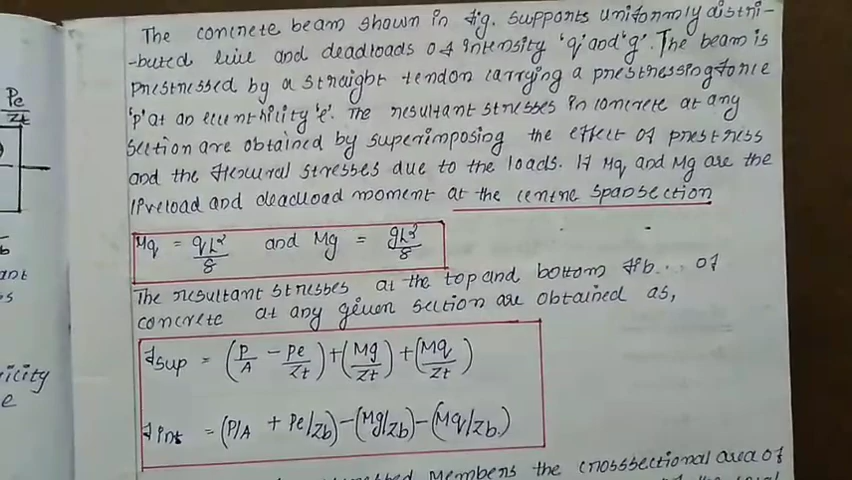 The concrete beam shown in fig. supports uniformly distri-
-buted live and deadloads of intensity 'q' and 'g'. The beam is
prestressed by a straight tendon carrying a prestressing force
'p' at an eccentricity 'e'. The resultant stresses in concrete at any
section are obtained by superimposing the effect of prestress
and the flexural stresses due to the loads. If Mq and Mg are the
liveload and deadload moment at the centre span section
Mq = qL²/8 and Mg = gL²/8
The resultant stresses at the top and bottom fib... of
concrete at any given section are obtained as,
fsup = (P/A - Pe/Zt) + (Mg/Zt) + (Mq/Zt)
finf = (P/A + Pe/Zb) - (Mg/Zb) - (Mq/Zb)
members the crosssectional area of
Pe/Zt
b
ant
s
icity
e